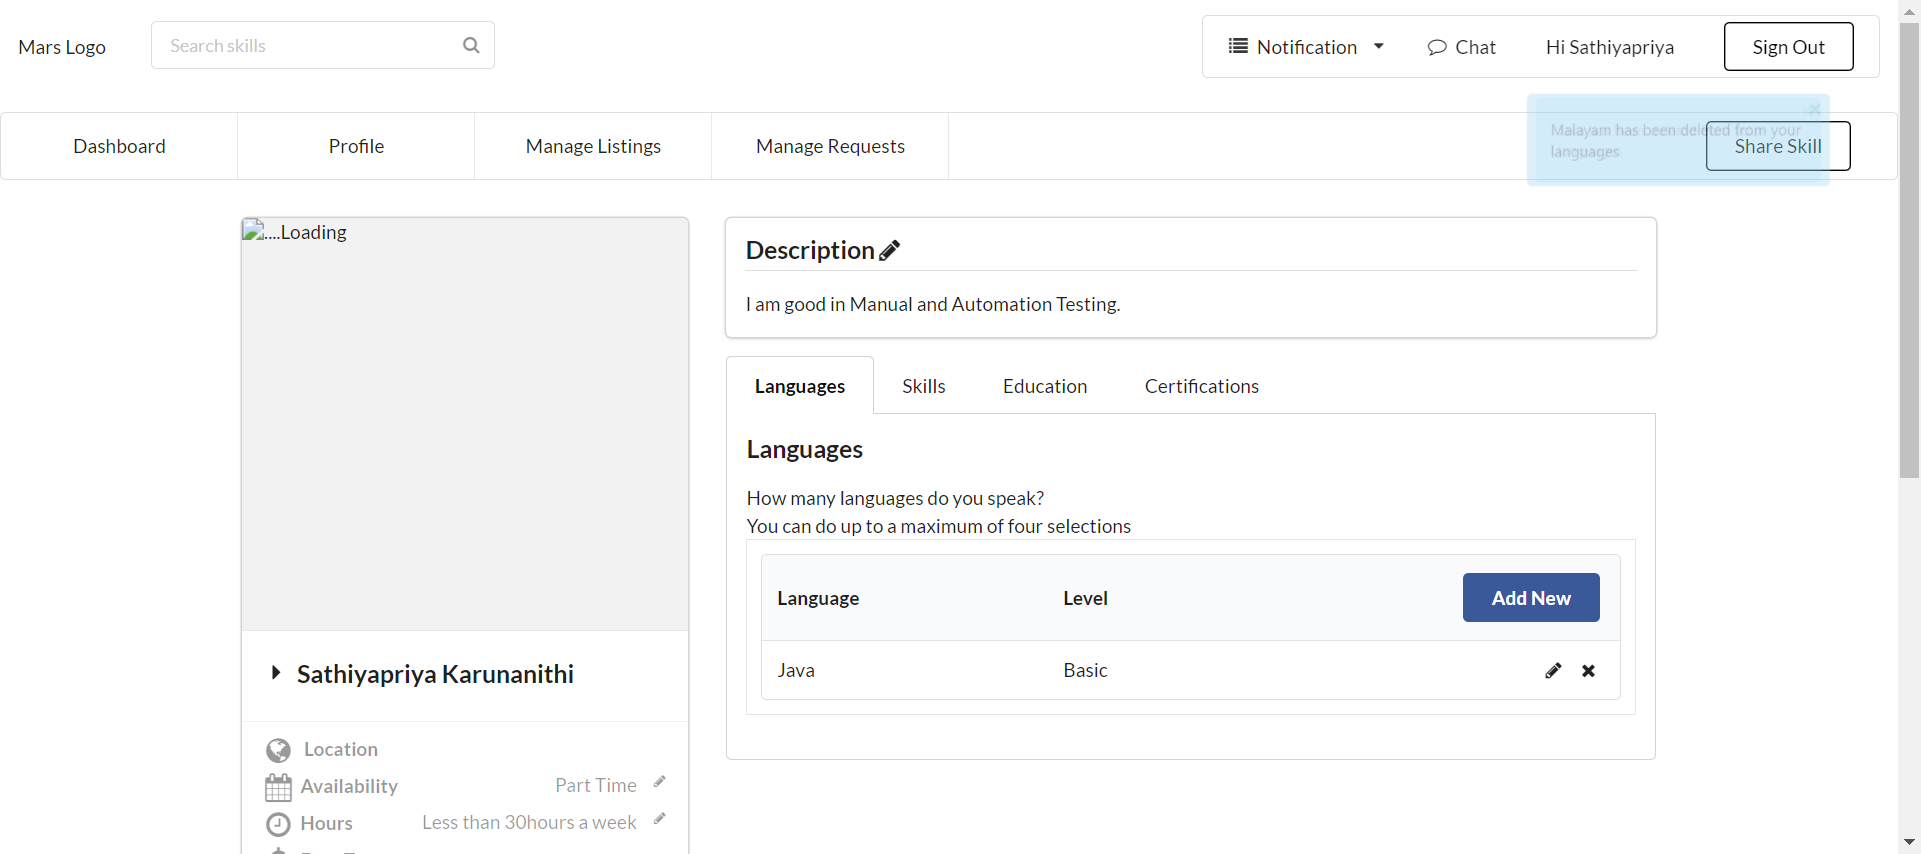 Mars Logo
Search skills
Notification
Chat
Hi Sathiyapriya
Sign Out
Dashboard
Profile
Manage Listings
Manage Requests
Malayam has been deleted from your
languages
Share Skill
....Loading
Description
I am good in Manual and Automation Testing.
Languages
Skills
Education
Certifications
Languages
How many languages do you speak?
You can do up to a maximum of four selections
Language
Level
Add New
Java
Basic
Sathiyapriya Karunanithi
Location
Availability
Part Time
Hours
Less than 30hours a week